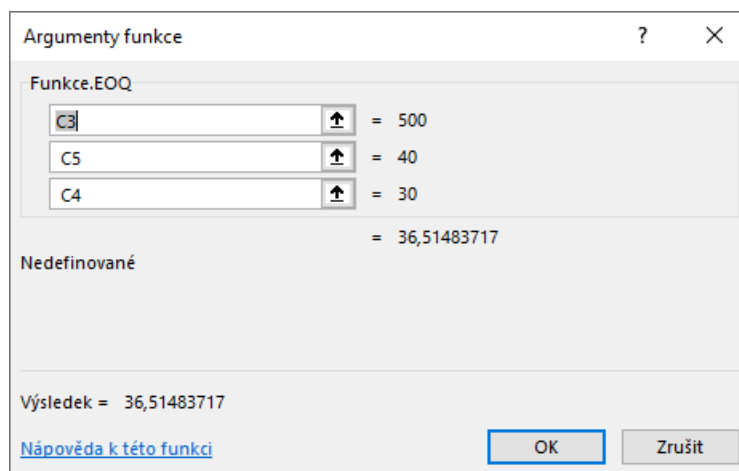 Argumenty funkce ? ✕
Funkce.EOQ
C3 = 500
C5 = 40
C4 = 30
= 36,51483717
Nedefinované
Výsledek = 36,51483717
Nápověda k této funkci
OK Zrušit